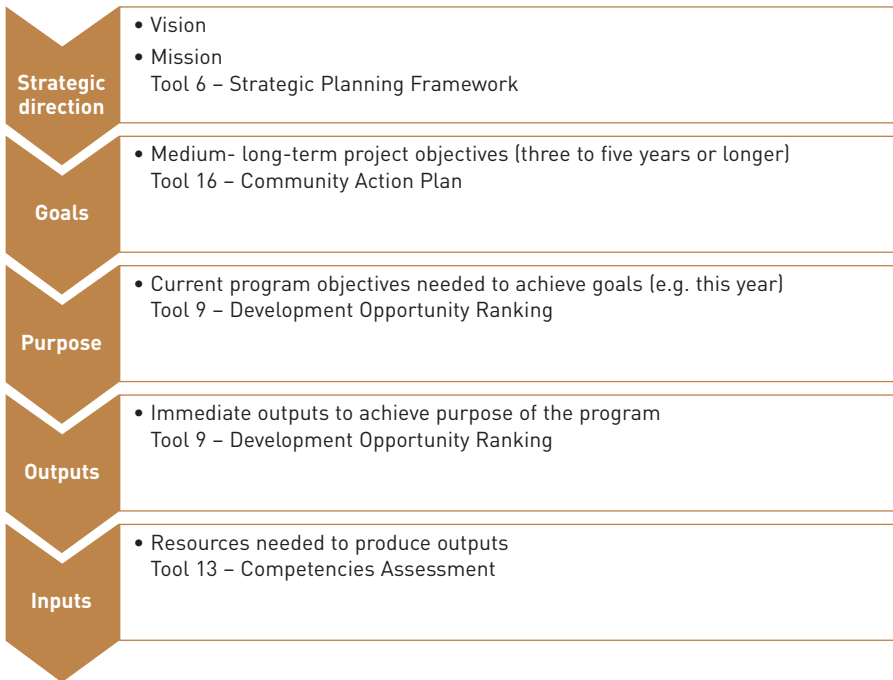 Strategic
direction
• Vision
• Mission
Tool 6 – Strategic Planning Framework
Goals
• Medium- long-term project objectives (three to five years or longer)
Tool 16 – Community Action Plan
Purpose
• Current program objectives needed to achieve goals (e.g. this year)
Tool 9 – Development Opportunity Ranking
Outputs
• Immediate outputs to achieve purpose of the program
Tool 9 – Development Opportunity Ranking
Inputs
• Resources needed to produce outputs
Tool 13 – Competencies Assessment